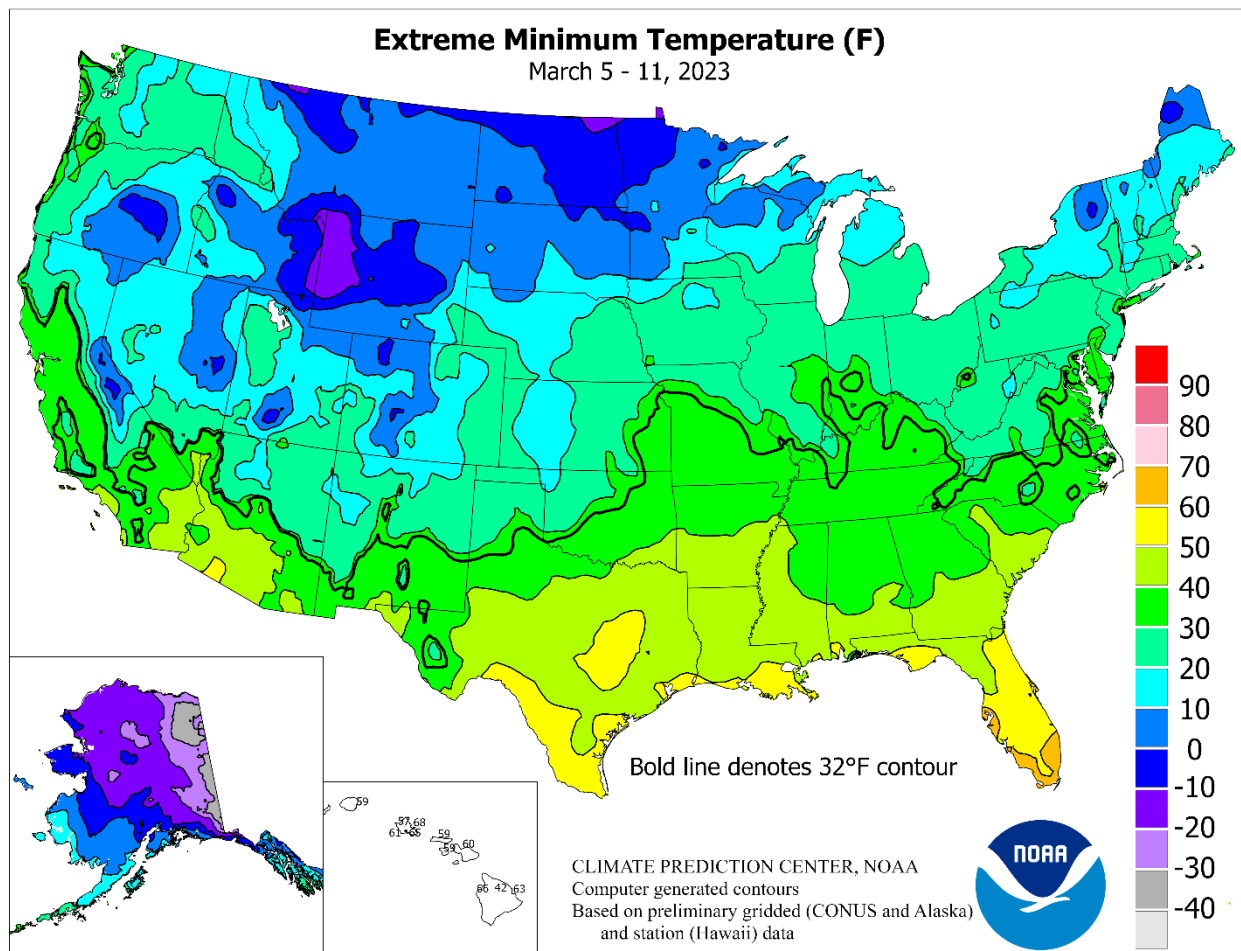 Extreme Minimum Temperature (F)
March 5 - 11, 2023
90
80
70
60
50
40
30
20
10
0
-10
-20
-30
-40
Bold line denotes 32°F contour
59
57 68
61 65
59
59 60
66 42 63
CLIMATE PREDICTION CENTER, NOAA
Computer generated contours
Based on preliminary gridded (CONUS and Alaska)
and station (Hawaii) data
NOAA